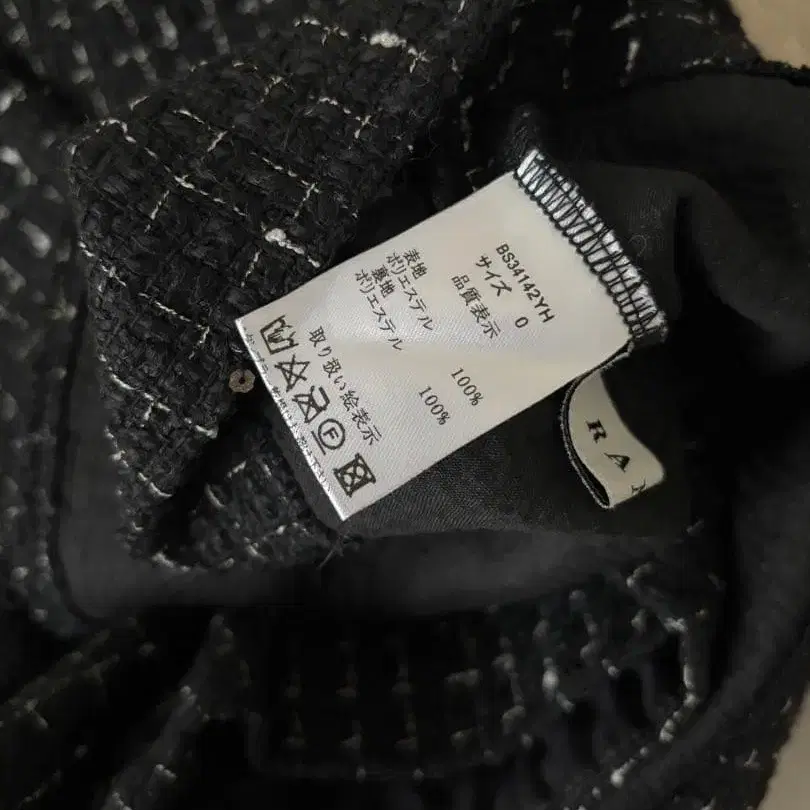 BS34142YH
サイズ 0
品質表示
表地
ポリエステル 100%
裏地
ポリエステル 100%
取り扱い絵表示
F
RA